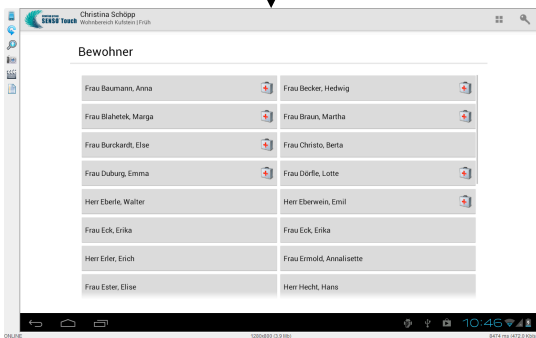 Christina Schöpp
SENSO Touch Wohnbereich Kufstein | Früh
Bewohner
Frau Baumann, Anna
Frau Becker, Hedwig
Frau Blahetek, Marga
Frau Braun, Martha
Frau Burckardt, Else
Frau Christo, Berta
Frau Duburg, Emma
Frau Dörfle, Lotte
Herr Eberle, Walter
Herr Eberwein, Emil
Frau Eck, Erika
Frau Eck, Erika
Herr Erler, Erich
Frau Ermold, Annalisette
Frau Ester, Elise
Herr Hecht, Hans
10:46
ONLINE